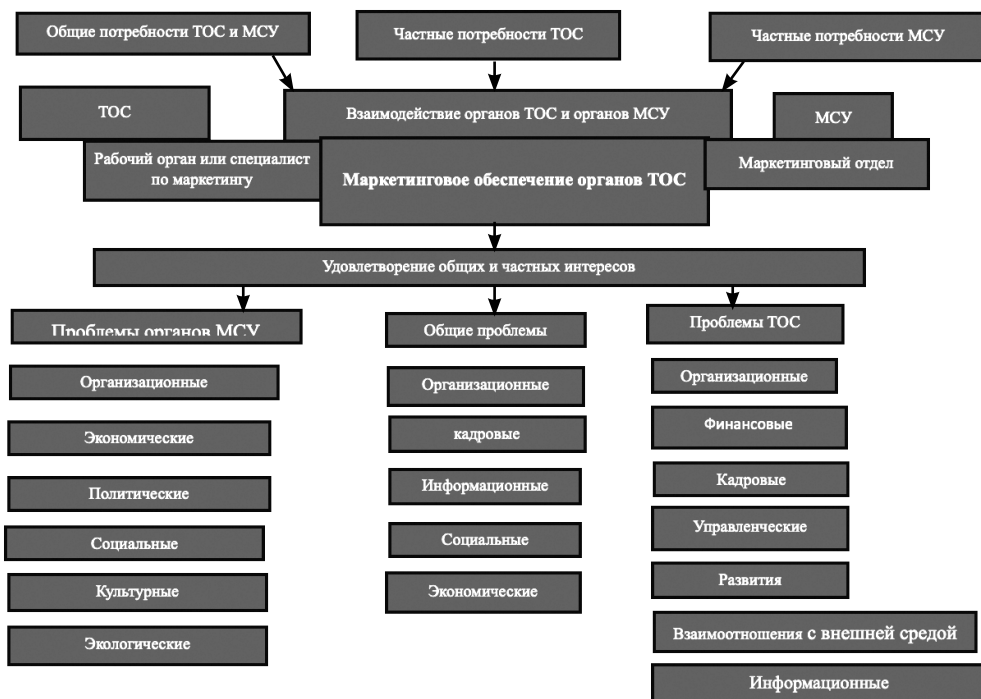 Общие потребности ТОС и МСУ
Частные потребности ТОС
Частные потребности МСУ
ТОС
Взаимодействие органов ТОС и органов МСУ
МСУ
Рабочий орган или специалист
по маркетингу
Маркетинговое обеспечение органов ТОС
Маркетинговый отдел
Удовлетворение общих и частных интересов
Проблемы органов МСУ
Организационные
Экономические
Политические
Социальные
Культурные
Экологические
Общие проблемы
Организационные
кадровые
Информационные
Социальные
Экономические
Проблемы ТОС
Организационные
Финансовые
Кадровые
Управленческие
Развития
Взаимоотношения с внешней средой
Информационные